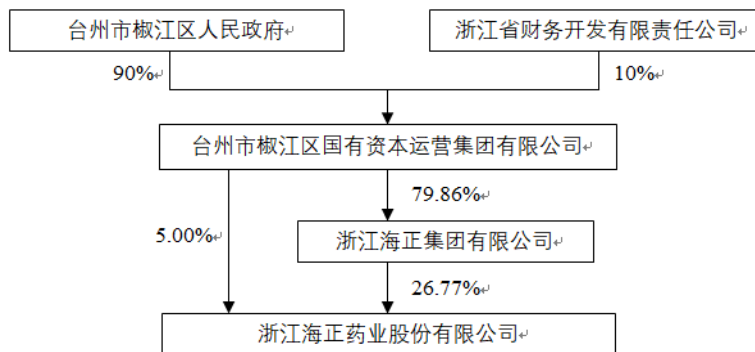 台州市椒江区人民政府
浙江省财务开发有限责任公司
90%
10%
台州市椒江区国有资本运营集团有限公司
79.86%
5.00%
浙江海正集团有限公司
26.77%
浙江海正药业股份有限公司